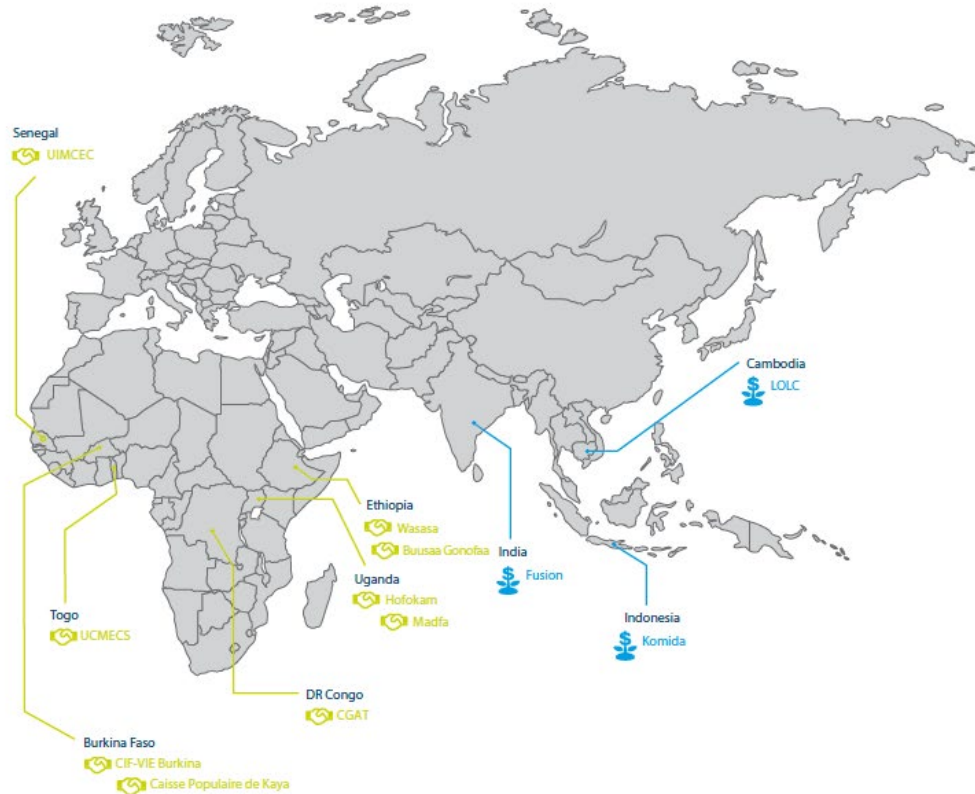 Senegal
UIMCEC
Cambodia
LOLC
Ethiopia
Wasasa
Buusaa Gonofaa
India
Fusion
Uganda
Hofokam
Madfa
Togo
UCMECS
Indonesia
Komida
DR Congo
CGAT
Burkina Faso
CIF-VIE Burkina
Caisse Populaire de Kaya